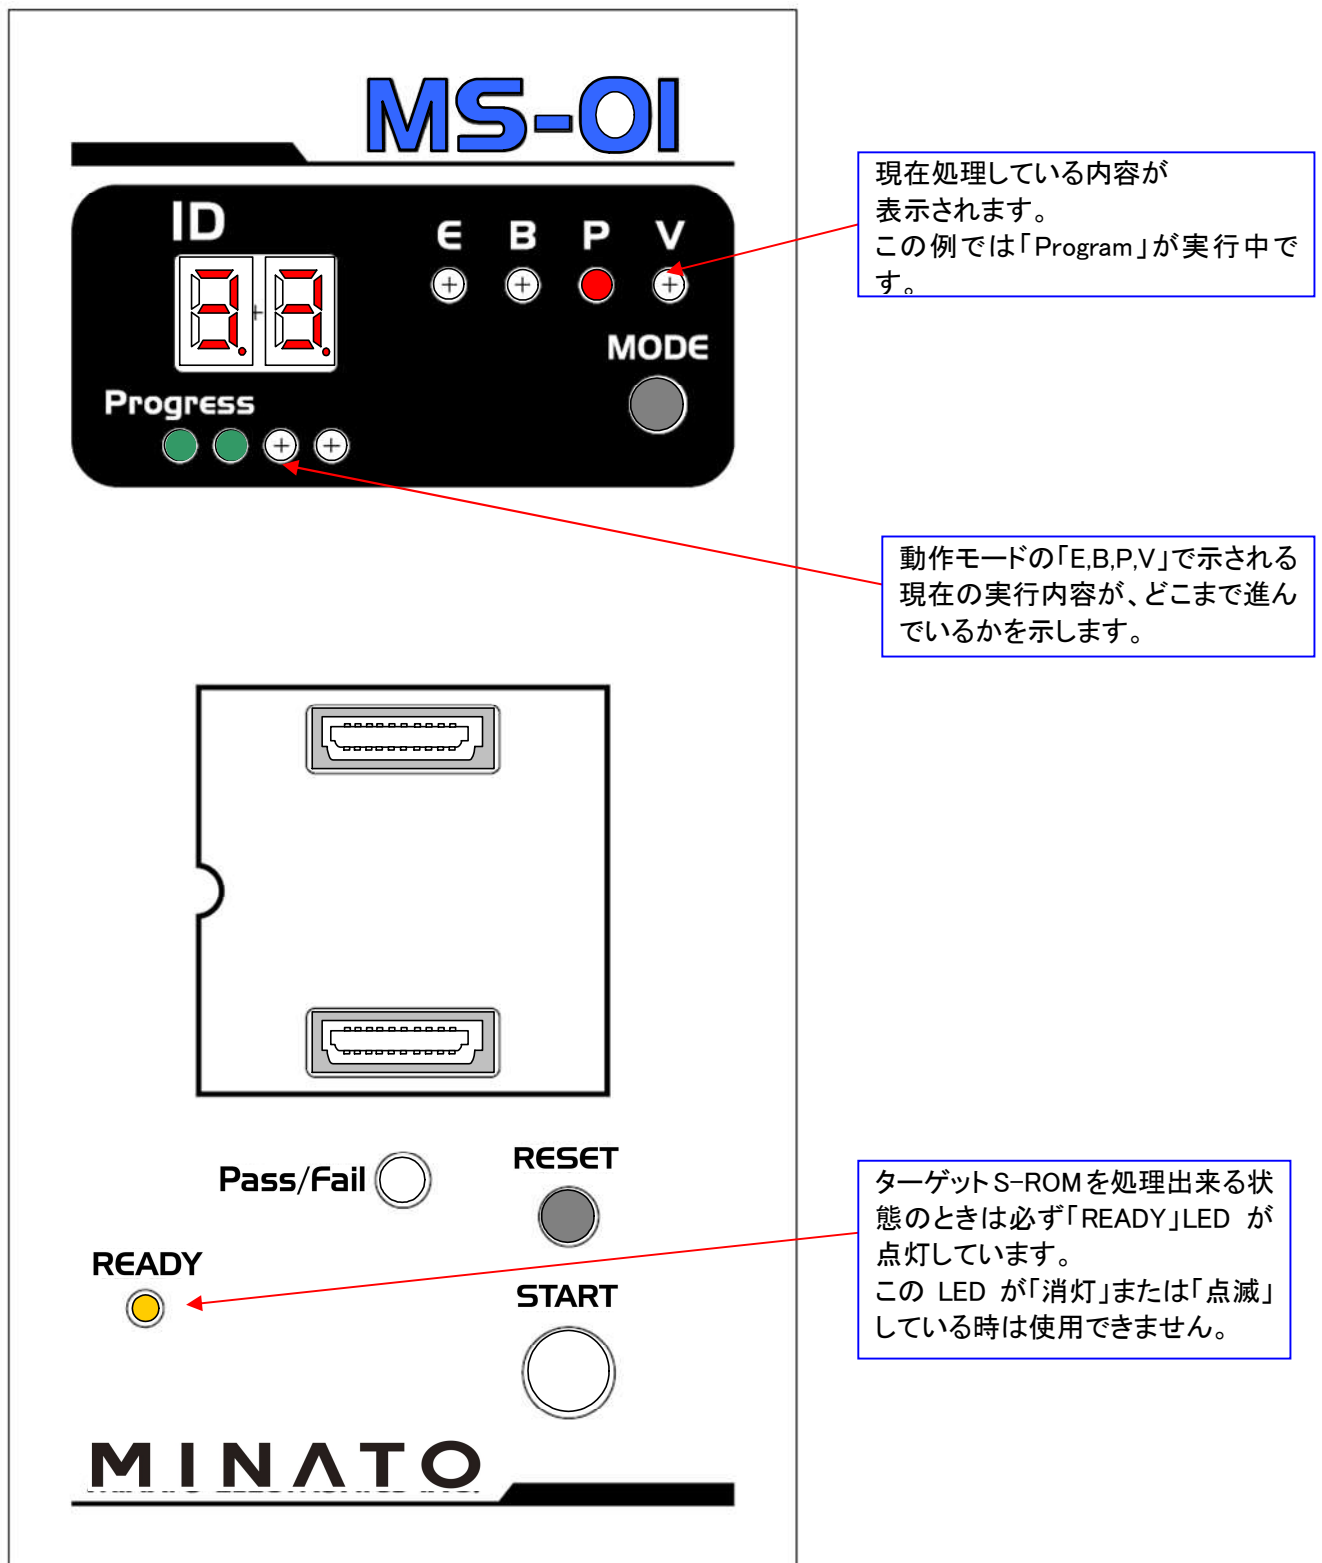 MS-01
ID
E B P V
MODE
Progress
現在処理している内容が
表示されます。
この例では「Program」が実行中で
す。
動作モードの「E,B,P,V」で示される
現在の実行内容が、どこまで進ん
でいるかを示します。
Pass/Fail
RESET
READY
START
ターゲット S-ROM を処理出来る状
態のときは必ず「READY」LED が
点灯しています。
この LED が「消灯」または「点滅」
している時は使用できません。
MINATO